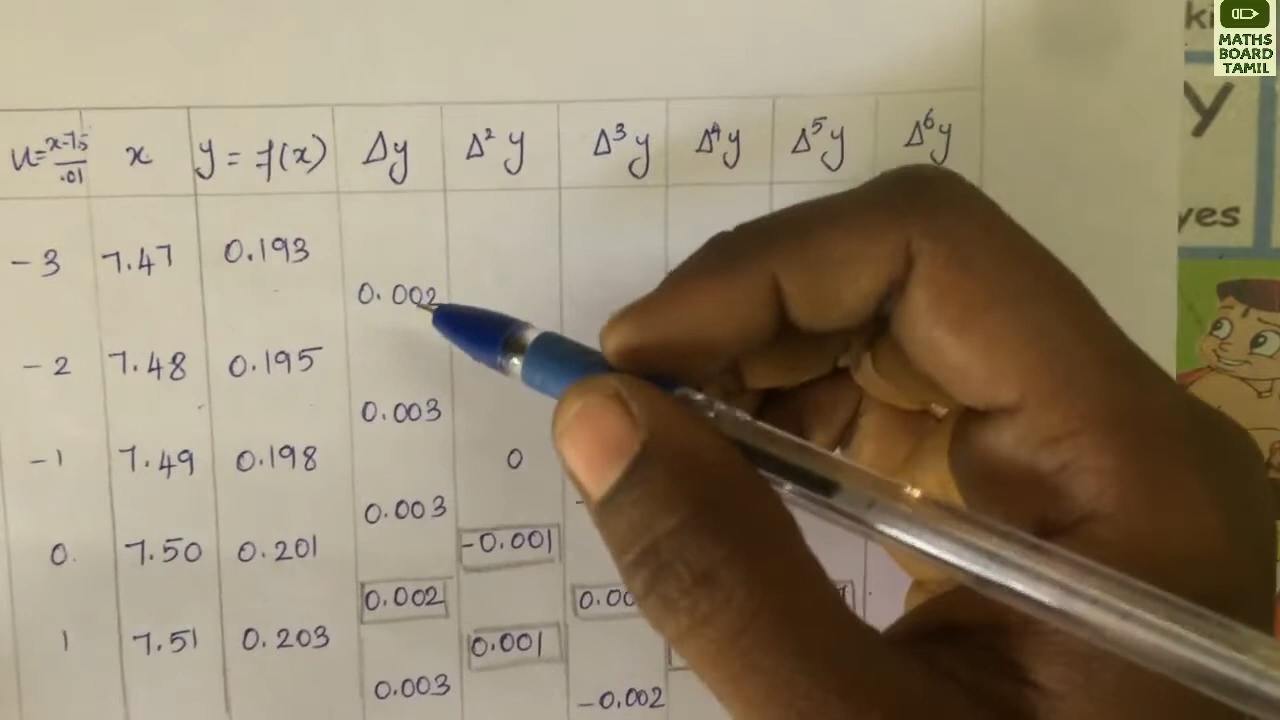 MATHS
BOARD
TAMIL
yes
u=x-7.5/.01 x y=f(x) Δy Δ²y Δ³y Δ⁴y Δ⁵y Δ⁶y
-3 7.47 0.193
0.002
-2 7.48 0.195
0.003
-1 7.49 0.198 0
0.003
0. 7.50 0.201 -0.001
0.002
1 7.51 0.203 0.001
0.003 -0.002